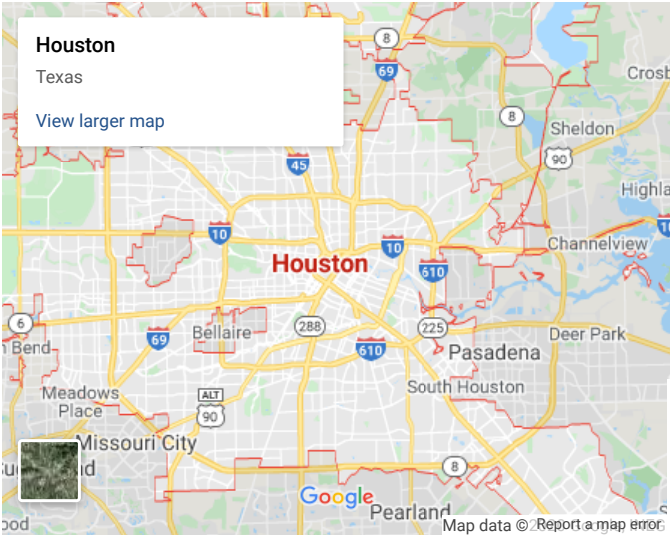 Houston
Texas
View larger map
8
69
Crosb
8
Sheldon
90
45
Highla
10
10
10
Channelview
Houston
610
6
288
225
Bellaire
69
610
Deer Park
n Bend
Pasadena
Meadows
Place
South Houston
ALT
90
Missouri City
8
Google
Pearland
ood
Map data ©
Report a map error